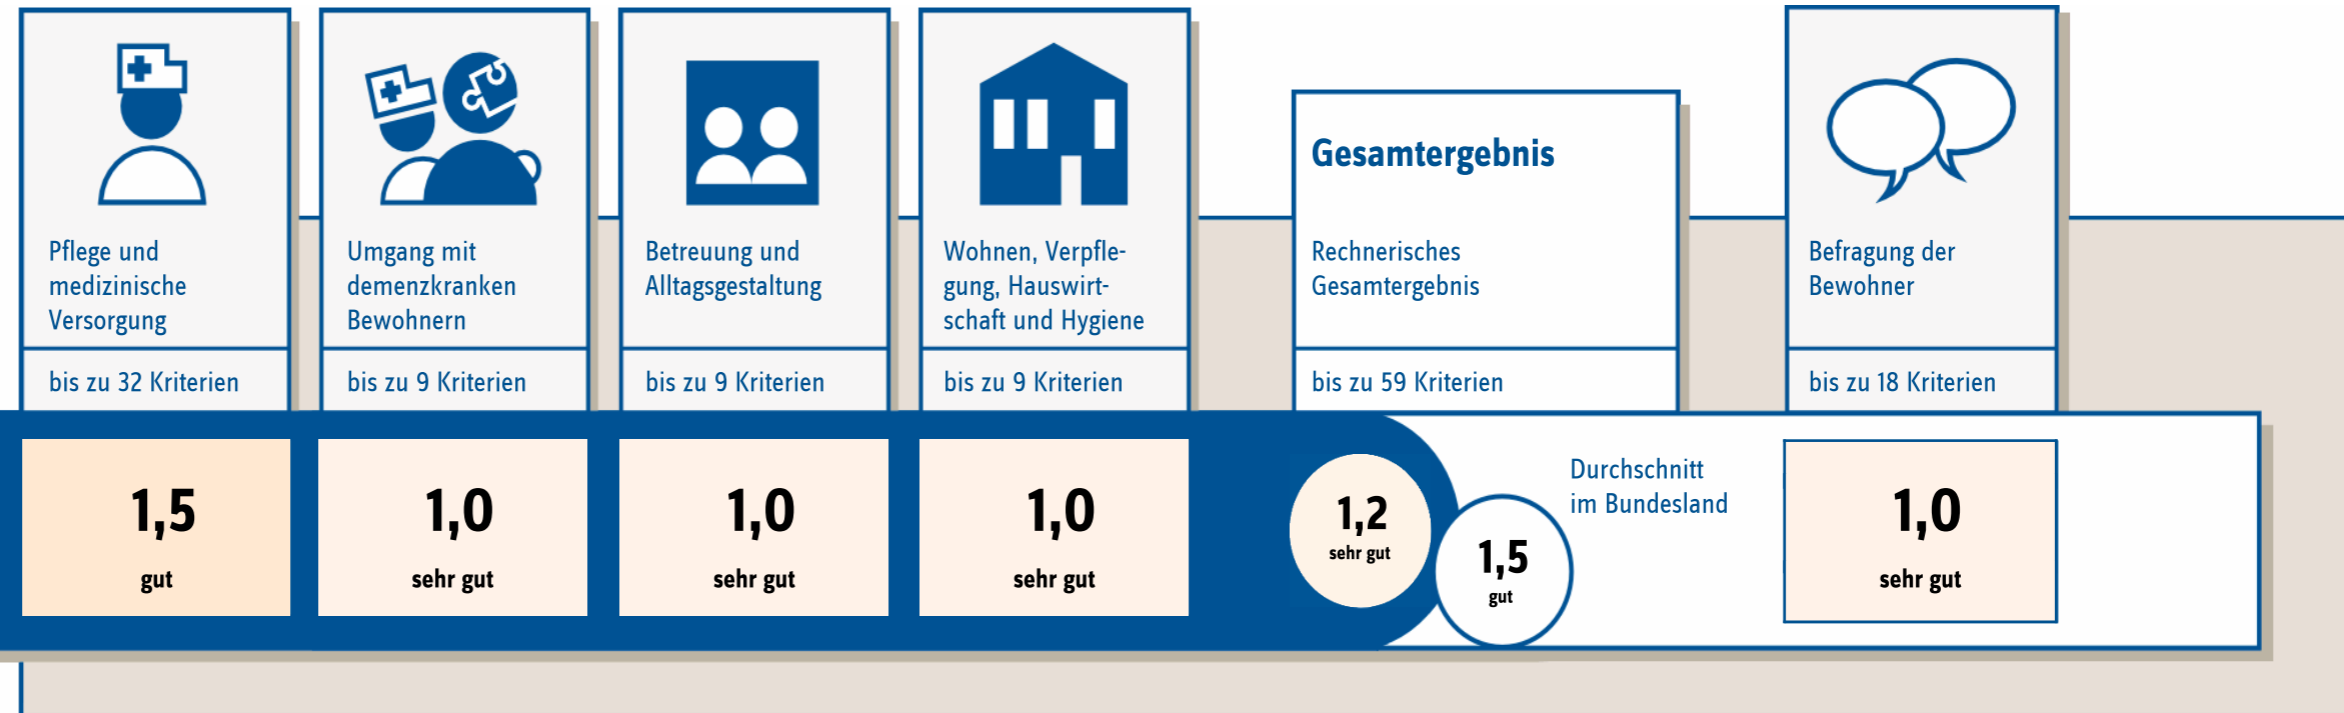 Pflege und
medizinische
Versorgung
bis zu 32 Kriterien
1,5
gut
Umgang mit
demenzkranken
Bewohnern
bis zu 9 Kriterien
1,0
sehr gut
Betreuung und
Alltagsgestaltung
bis zu 9 Kriterien
1,0
sehr gut
Wohnen, Verpfle-
gung, Hauswirt-
schaft und Hygiene
bis zu 9 Kriterien
1,0
sehr gut
Gesamtergebnis
Rechnerisches
Gesamtergebnis
bis zu 59 Kriterien
1,2
sehr gut
1,5
gut
Durchschnitt
im Bundesland
Befragung der
Bewohner
bis zu 18 Kriterien
1,0
sehr gut